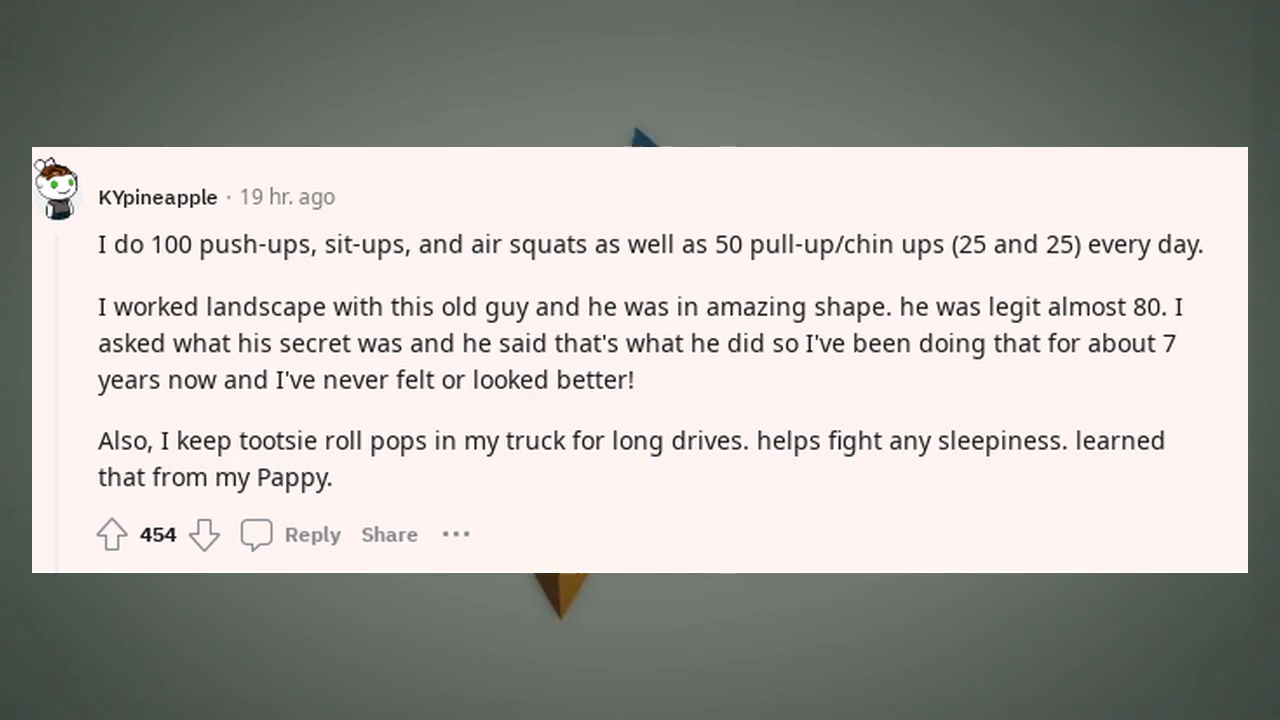 KYpineapple · 19 hr. ago
I do 100 push-ups, sit-ups, and air squats as well as 50 pull-up/chin ups (25 and 25) every day.
I worked landscape with this old guy and he was in amazing shape. he was legit almost 80. I
asked what his secret was and he said that's what he did so I've been doing that for about 7
years now and I've never felt or looked better!
Also, I keep tootsie roll pops in my truck for long drives. helps fight any sleepiness. learned
that from my Pappy.
454 Reply Share ···